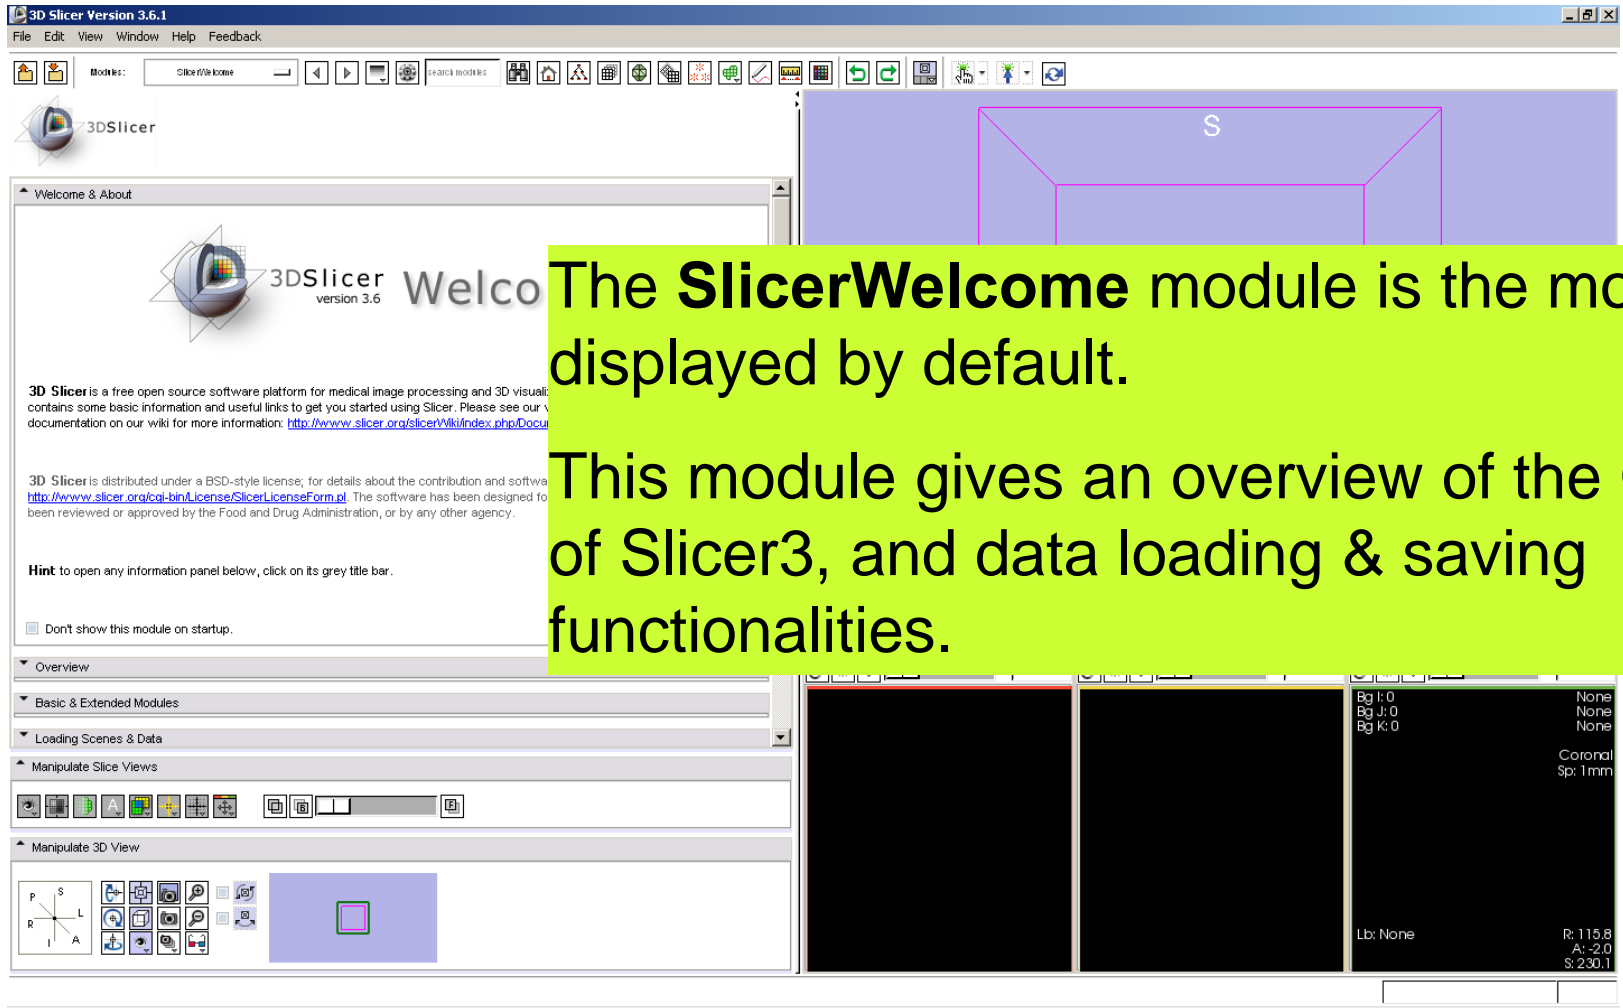 3D Slicer Version 3.6.1
File Edit View Window Help Feedback
Modules: SlicerWelcome search modules
3DSlicer
S
Welcome & About
3DSlicer
version 3.6
Welco
The SlicerWelcome module is the mo
displayed by default.
This module gives an overview of the
of Slicer3, and data loading & saving
functionalities.
3D Slicer is a free open source software platform for medical image processing and 3D visuali
contains some basic information and useful links to get you started using Slicer. Please see our
documentation on our wiki for more information: http://www.slicer.org/slicerWiki/index.php/Docu
3D Slicer is distributed under a BSD-style license; for details about the contribution and softwa
http://www.slicer.org/cgi-bin/License/SlicerLicenseForm.pl. The software has been designed fo
been reviewed or approved by the Food and Drug Administration, or by any other agency.
Hint to open any information panel below, click on its grey title bar.
Don't show this module on startup.
Overview
Basic & Extended Modules
Loading Scenes & Data
Manipulate Slice Views
A B F
Manipulate 3D View
P S
R L
I A
Bg I: 0 None
Bg J: 0 None
Bg K: 0 None
Coronal
Sp: 1mm
Lb: None R: 115.8
A: -2.0
S: 230.1